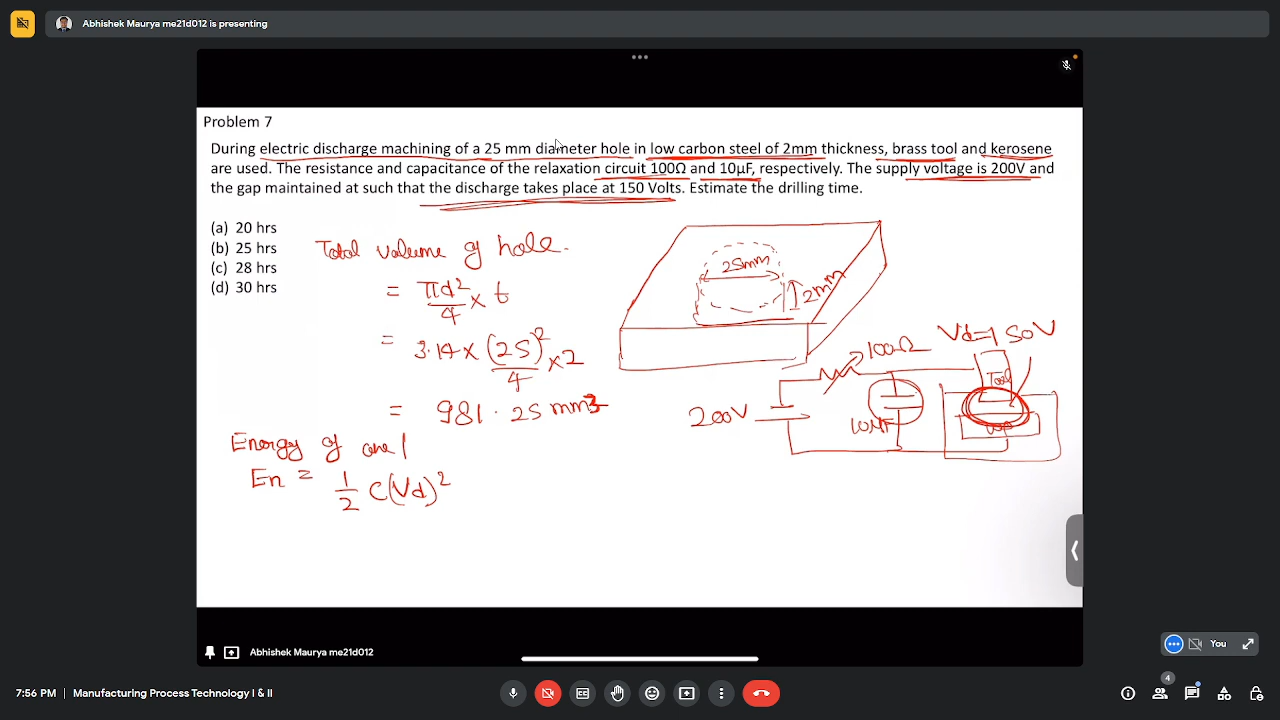 Abhishek Maurya me21d012 is presenting
Problem 7
During electric discharge machining of a 25 mm diameter hole in low carbon steel of 2mm thickness, brass tool and kerosene
are used. The resistance and capacitance of the relaxation circuit 100Ω and 10μF, respectively. The supply voltage is 200V and
the gap maintained at such that the discharge takes place at 150 Volts. Estimate the drilling time.
(a) 20 hrs
(b) 25 hrs
(c) 28 hrs
(d) 30 hrs
Total volume of hole.
= πd²/4 × t
= 3.14 × (25)²/4 × 2
= 981.25 mm3
Energy of one
En = 1/2 C(Vd)²
25mm
2mm
100Ω
Vd=150V
Tool
200V
10μF
Abhishek Maurya me21d012
You
4
7:56 PM | Manufacturing Process Technology I & II